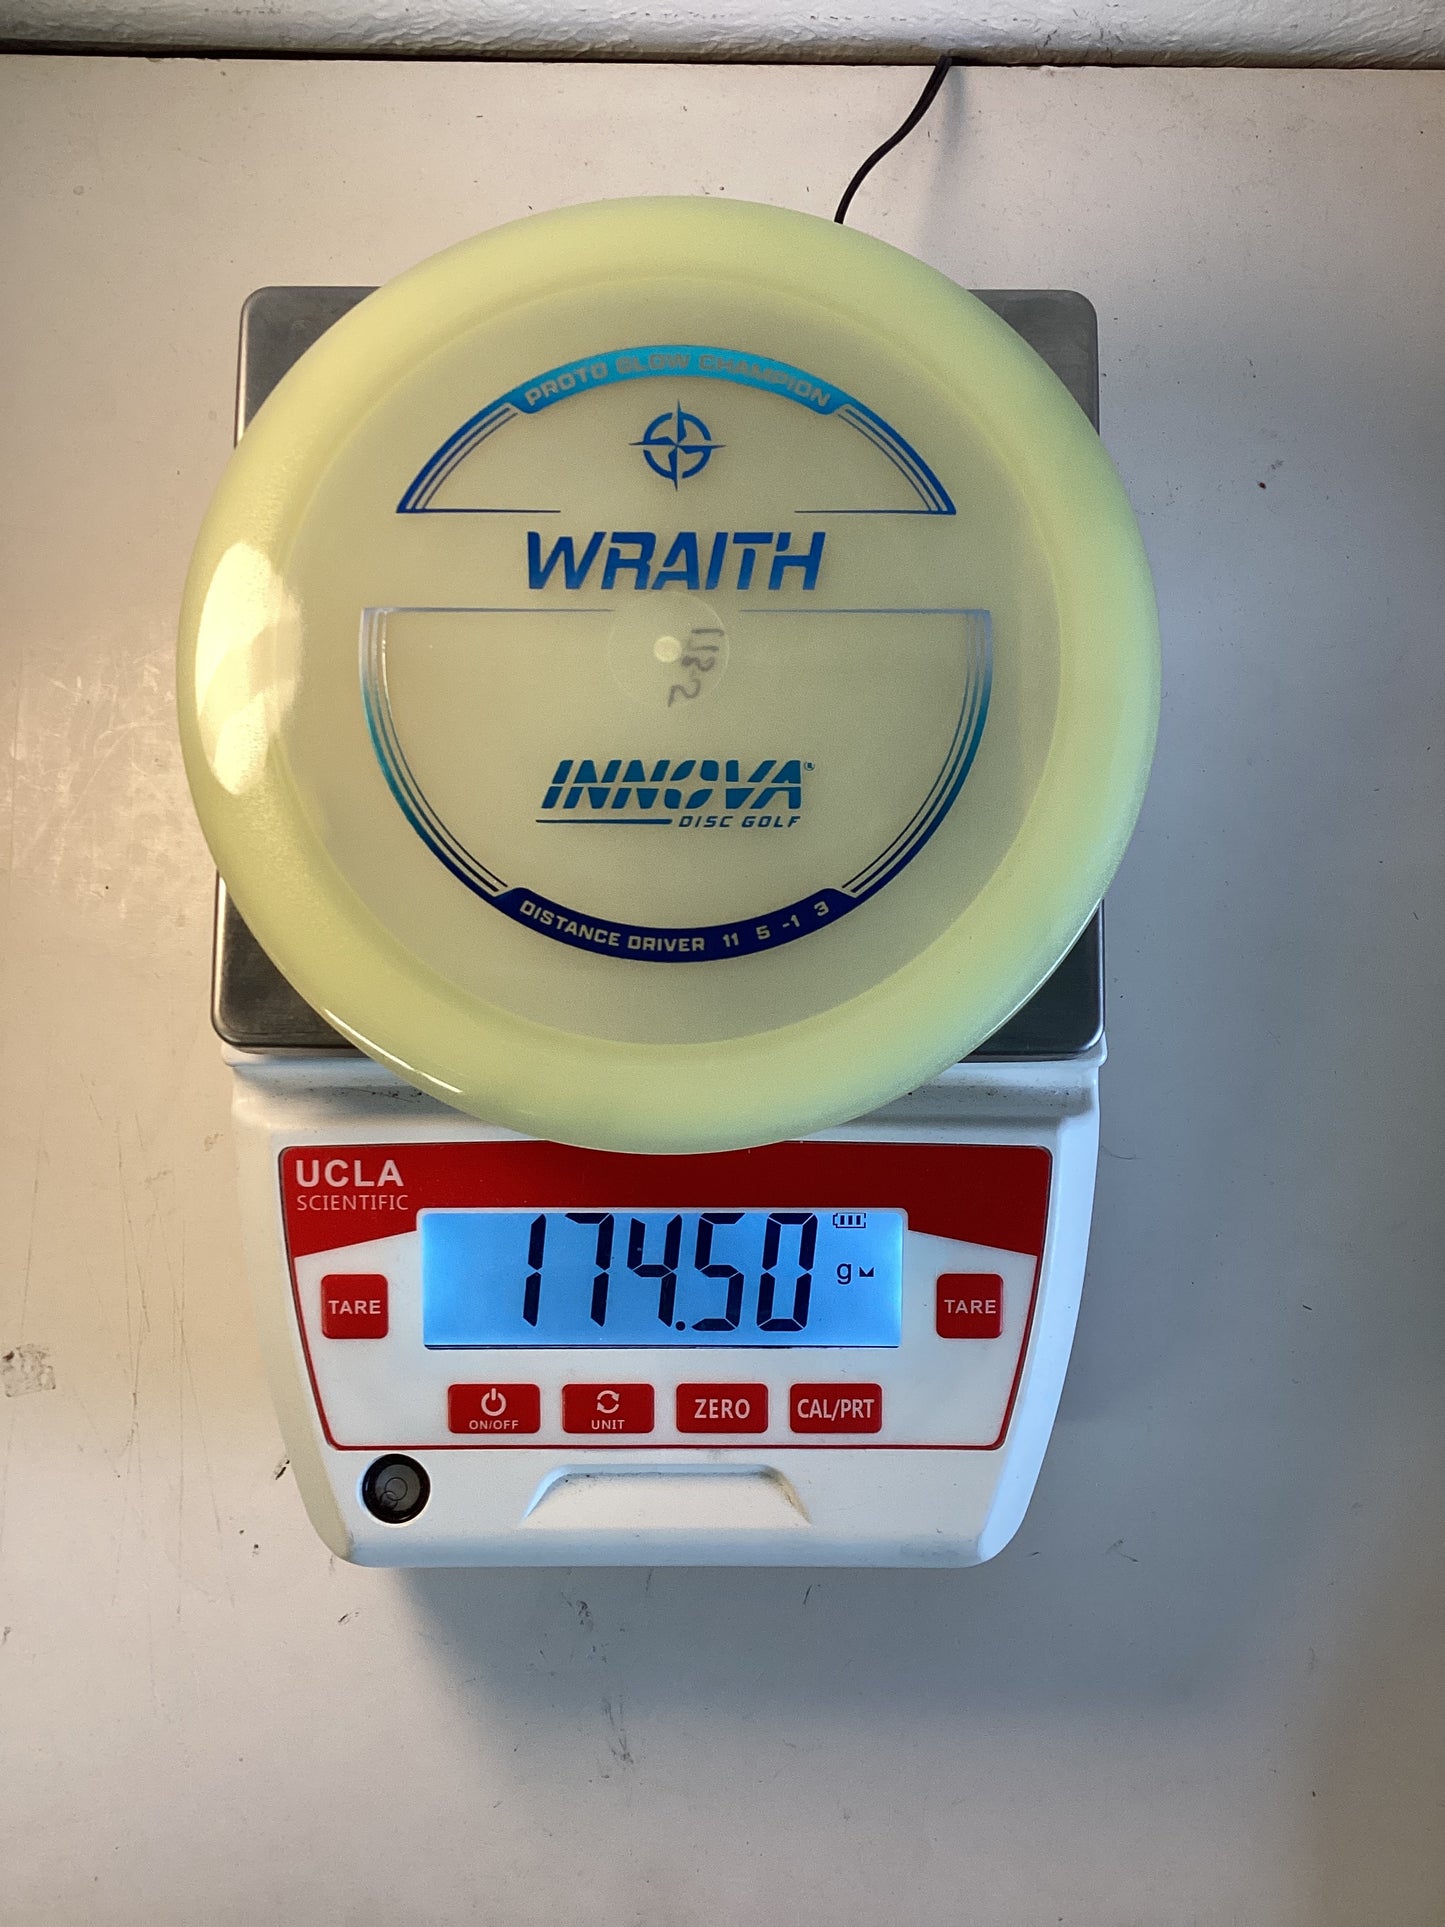 PROTO GLOW CHAMPION
WRAITH
INNOVA®
DISC GOLF
DISTANCE DRIVER 11 5 -1 3
UCLA
SCIENTIFIC
174.50 g
TARE
TARE
ON/OFF
UNIT
ZERO
CAL/PRT